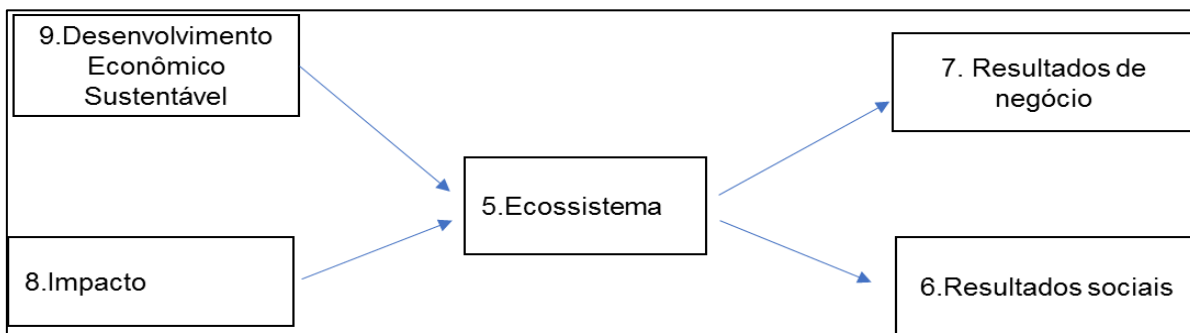 9.Desenvolvimento
Econômico
Sustentável
7. Resultados de
negócio
5.Ecossistema
8.Impacto
6.Resultados sociais